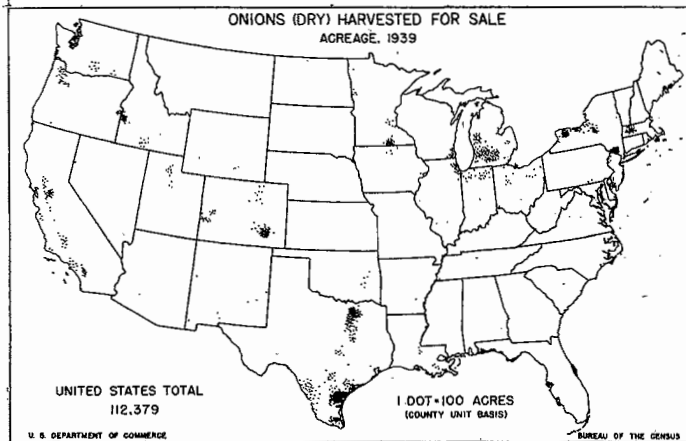 ONIONS (DRY) HARVESTED FOR SALE
ACREAGE, 1939
UNITED STATES TOTAL
112,379
1 DOT=100 ACRES
(COUNTY UNIT BASIS)
U. S. DEPARTMENT OF COMMERCE
BUREAU OF THE CENSUS